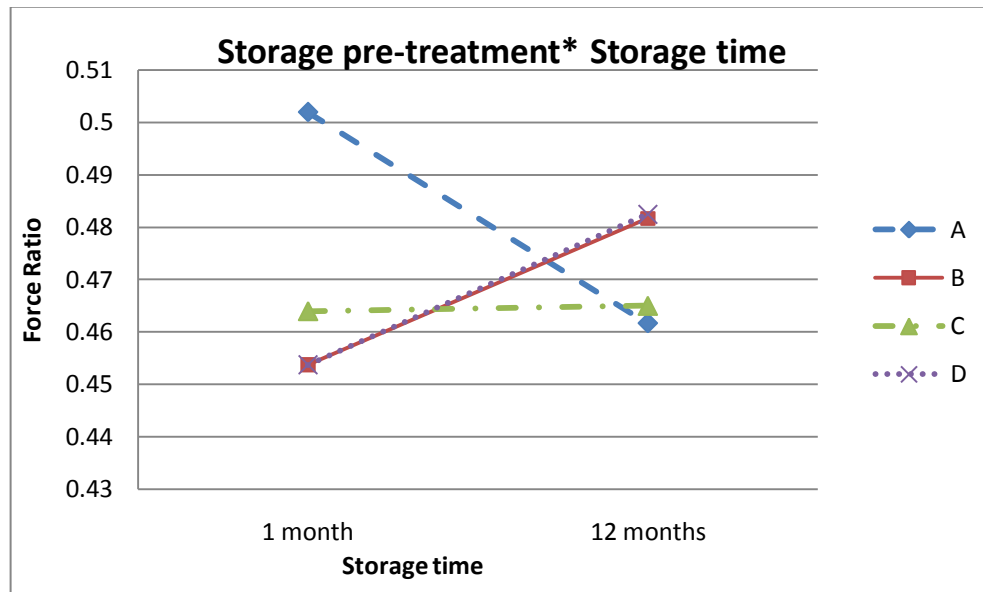 Storage pre-treatment* Storage time
0.51
0.5
0.49
0.48
0.47
0.46
0.45
0.44
0.43
Force Ratio
1 month
12 months
Storage time
A
B
C
D